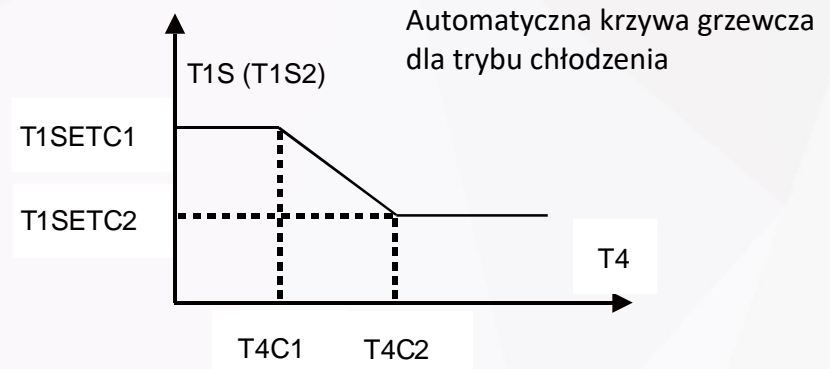 Automatyczna krzywa grzewcza
dla trybu chłodzenia
T1S (T1S2)
T1SETC1
T1SETC2
T4
T4C1
T4C2